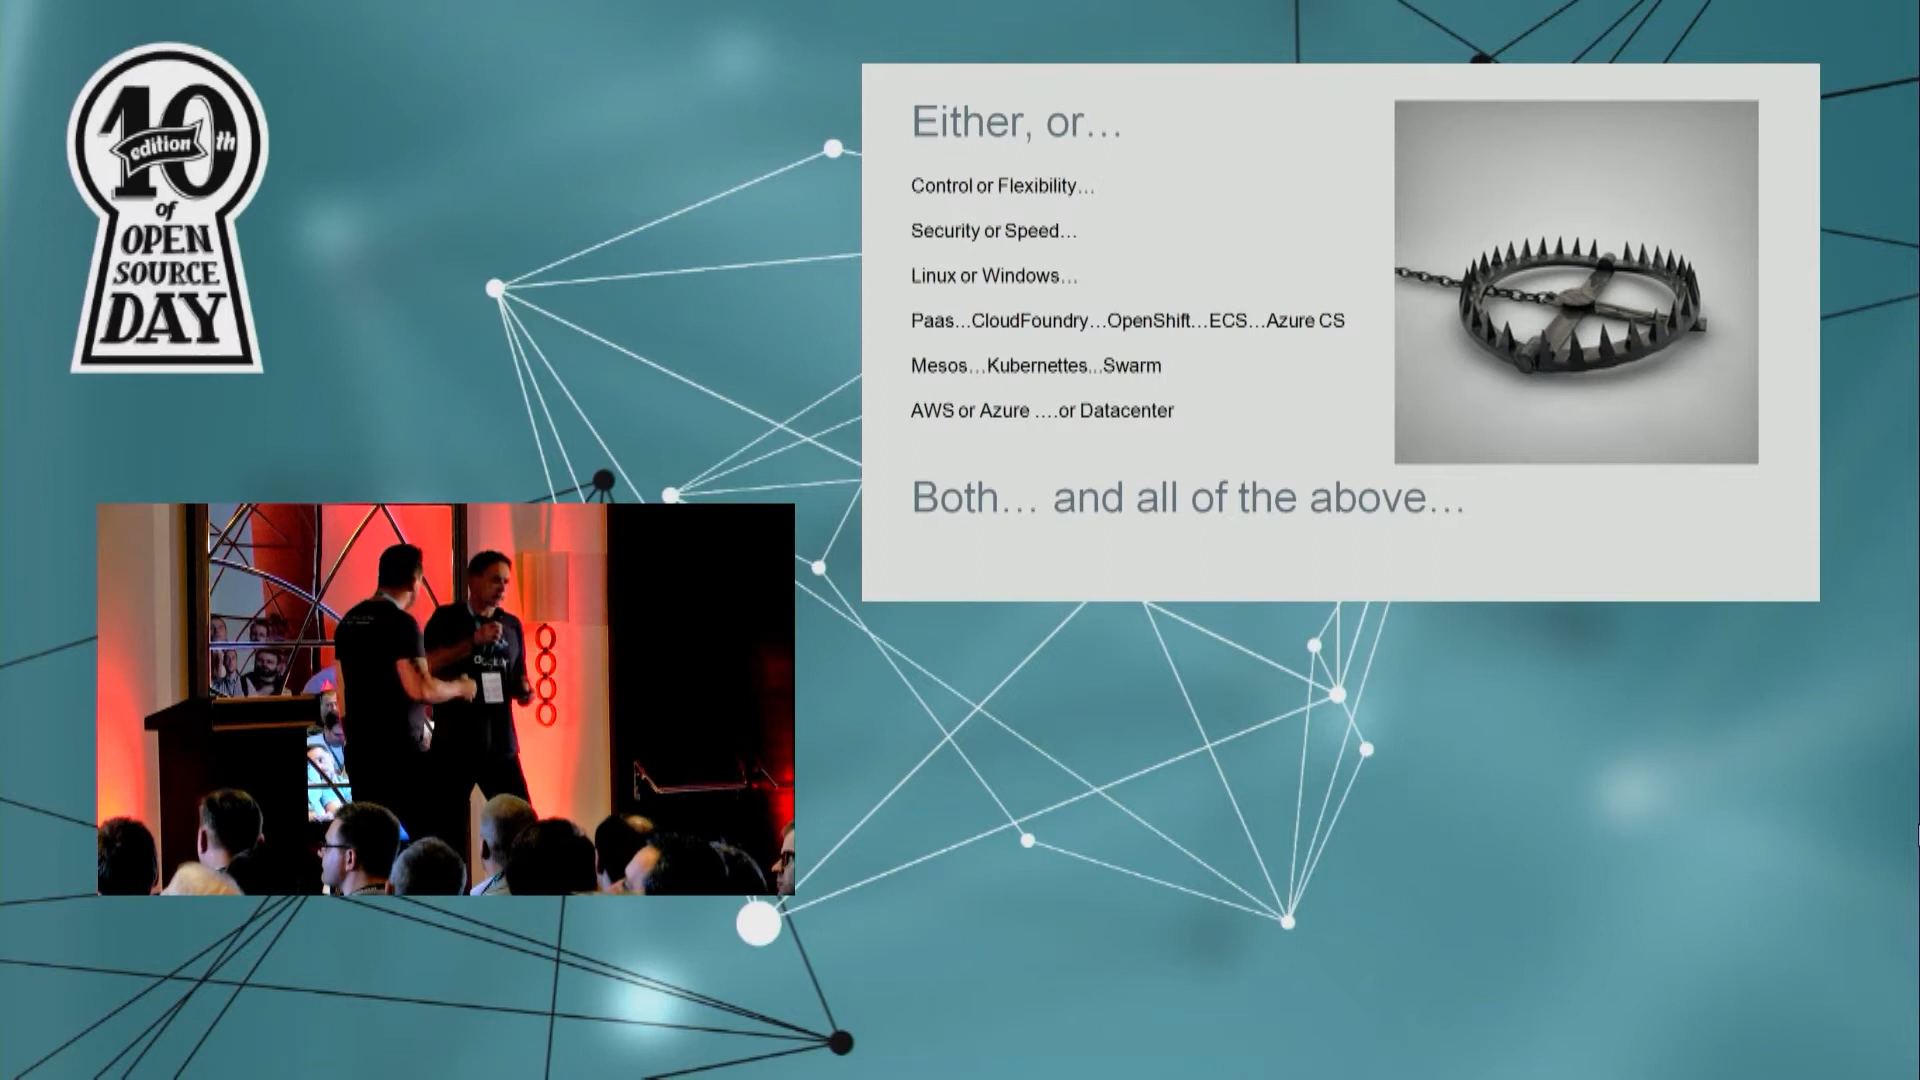 10th
edition
of
OPEN
SOURCE
DAY
Either, or…
Control or Flexibility…
Security or Speed…
Linux or Windows…
Paas…CloudFoundry…OpenShift…ECS…Azure CS
Mesos…Kubernettes...Swarm
AWS or Azure ….or Datacenter
Both… and all of the above…